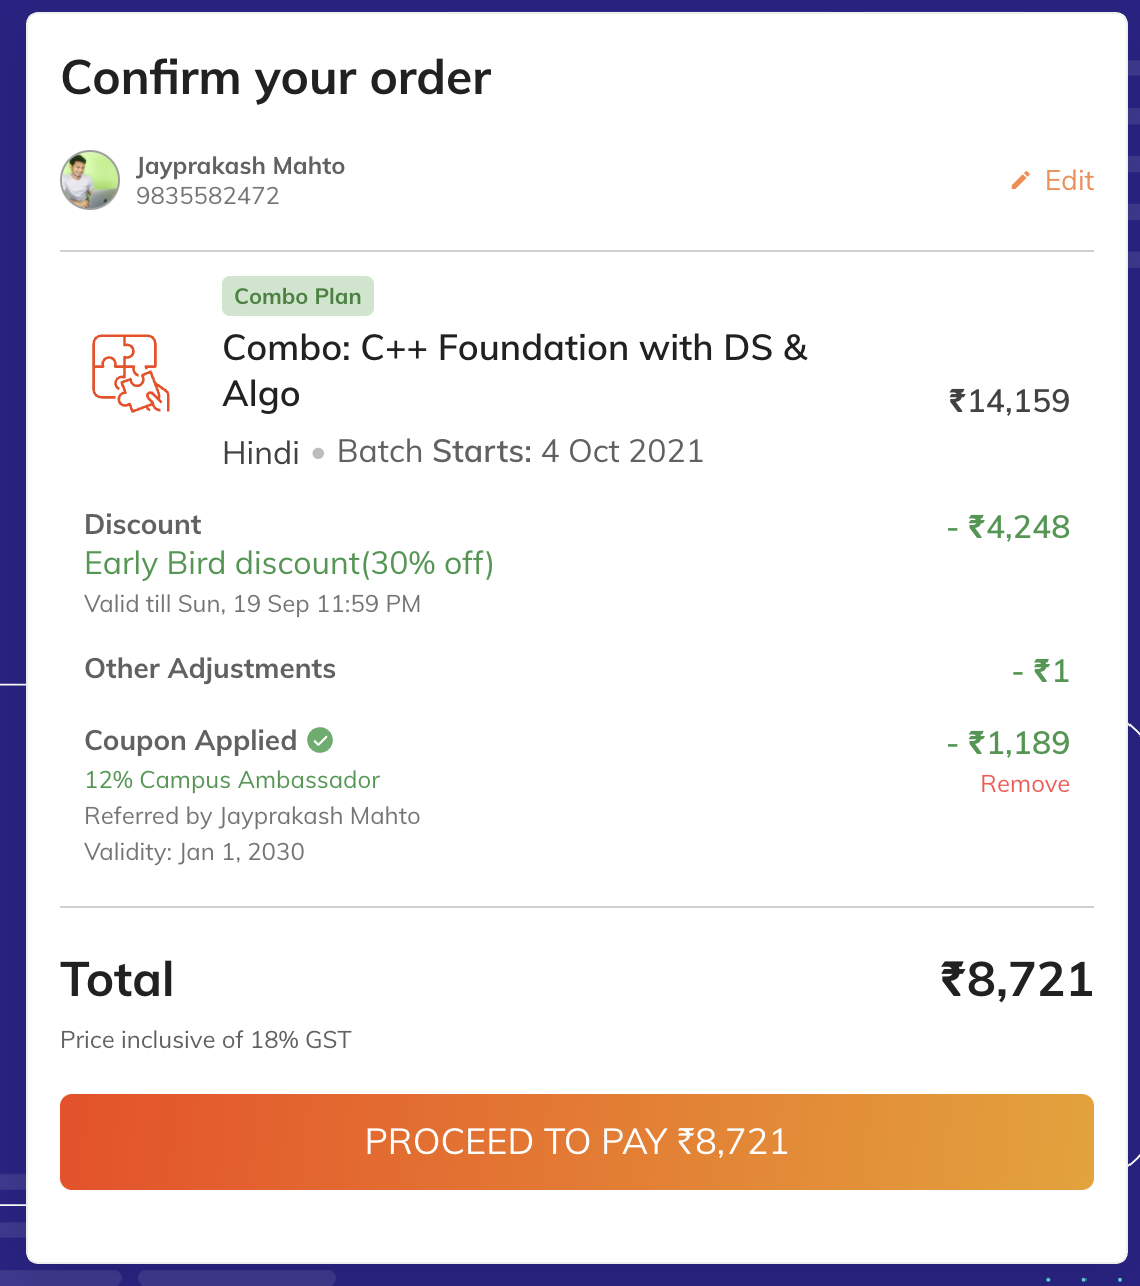 Confirm your order
Jayprakash Mahto
9835582472
Edit
Combo Plan
Combo: C++ Foundation with DS &
Algo
₹14,159
Hindi • Batch Starts: 4 Oct 2021
Discount
- ₹4,248
Early Bird discount(30% off)
Valid till Sun, 19 Sep 11:59 PM
Other Adjustments
- ₹1
Coupon Applied
- ₹1,189
12% Campus Ambassador
Remove
Referred by Jayprakash Mahto
Validity: Jan 1, 2030
Total
₹8,721
Price inclusive of 18% GST
PROCEED TO PAY ₹8,721